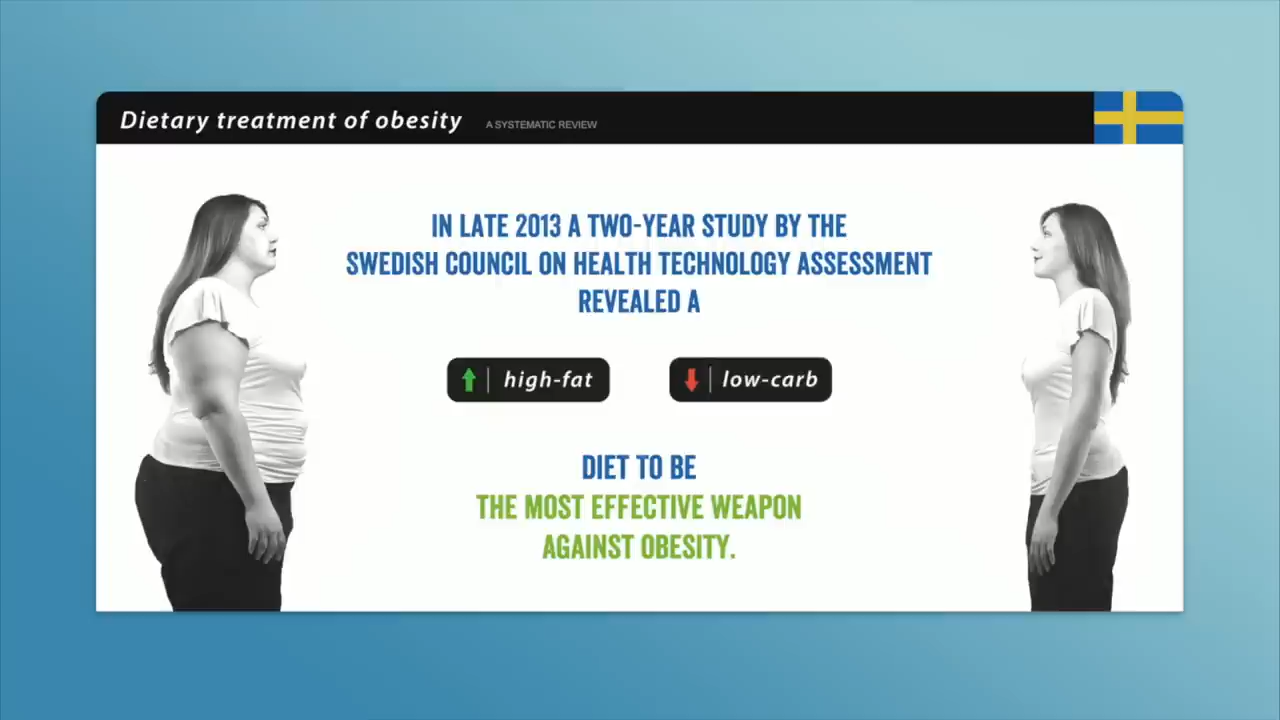 Dietary treatment of obesity A SYSTEMATIC REVIEW
IN LATE 2013 A TWO-YEAR STUDY BY THE
SWEDISH COUNCIL ON HEALTH TECHNOLOGY ASSESSMENT
REVEALED A
high-fat low-carb
DIET TO BE
THE MOST EFFECTIVE WEAPON
AGAINST OBESITY.